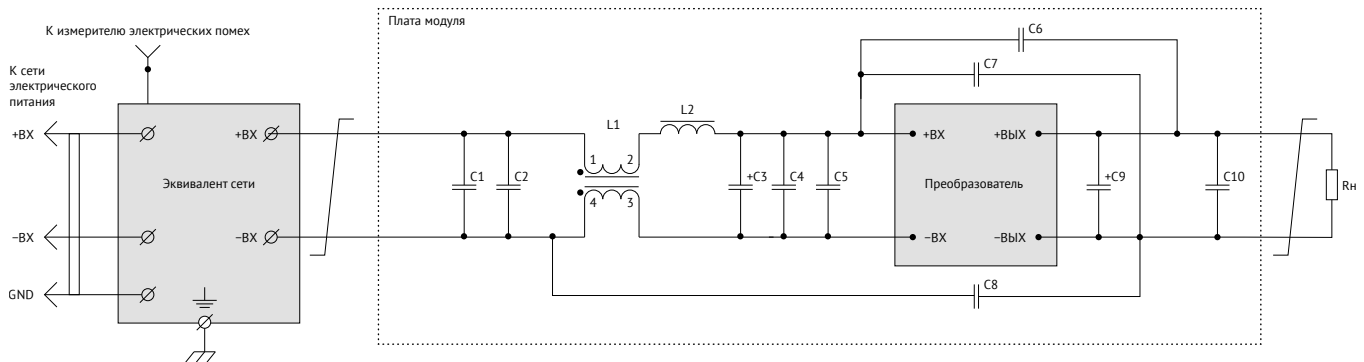 Плата модуля
К измерителю электрических помех
К сети
электрического
питания
+ВХ
−ВХ
GND
+ВХ
Эквивалент сети
−ВХ
C1
C2
L1
1
2
4
3
L2
+C3
C4
C5
C6
C7
+ВХ
+ВЫХ
Преобразователь
−ВХ
−ВЫХ
C8
+C9
C10
Rн